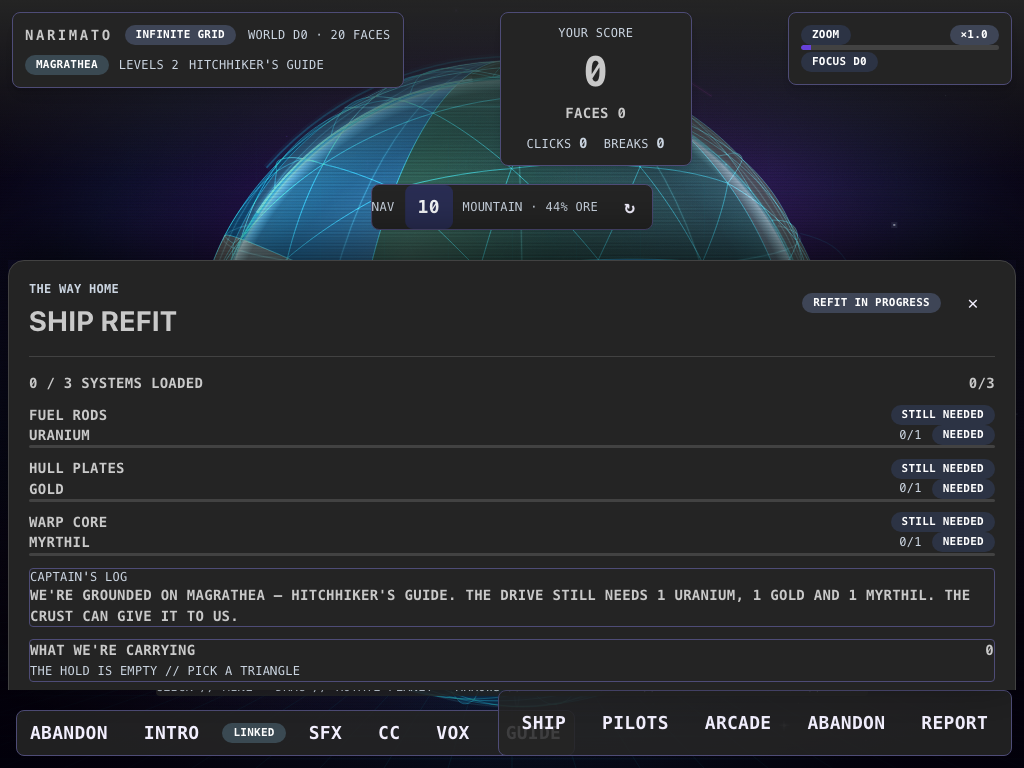 NARIMATO INFINITE GRID WORLD D0 · 20 FACES
MAGRATHEA LEVELS 2 HITCHHIKER'S GUIDE
YOUR SCORE
0
FACES 0
CLICKS 0 BREAKS 0
ZOOM ×1.0
FOCUS D0
NAV 10 MOUNTAIN · 44% ORE ↻
THE WAY HOME
SHIP REFIT
REFIT IN PROGRESS ×
0 / 3 SYSTEMS LOADED 0/3
FUEL RODS STILL NEEDED
URANIUM 0/1 NEEDED
HULL PLATES STILL NEEDED
GOLD 0/1 NEEDED
WARP CORE STILL NEEDED
MYRTHIL 0/1 NEEDED
CAPTAIN'S LOG
WE'RE GROUNDED ON MAGRATHEA — HITCHHIKER'S GUIDE. THE DRIVE STILL NEEDS 1 URANIUM, 1 GOLD AND 1 MYRTHIL. THE
CRUST CAN GIVE IT TO US.
WHAT WE'RE CARRYING 0
THE HOLD IS EMPTY // PICK A TRIANGLE
ABANDON INTRO LINKED SFX CC VOX GUIDE
SHIP PILOTS ARCADE ABANDON REPORT